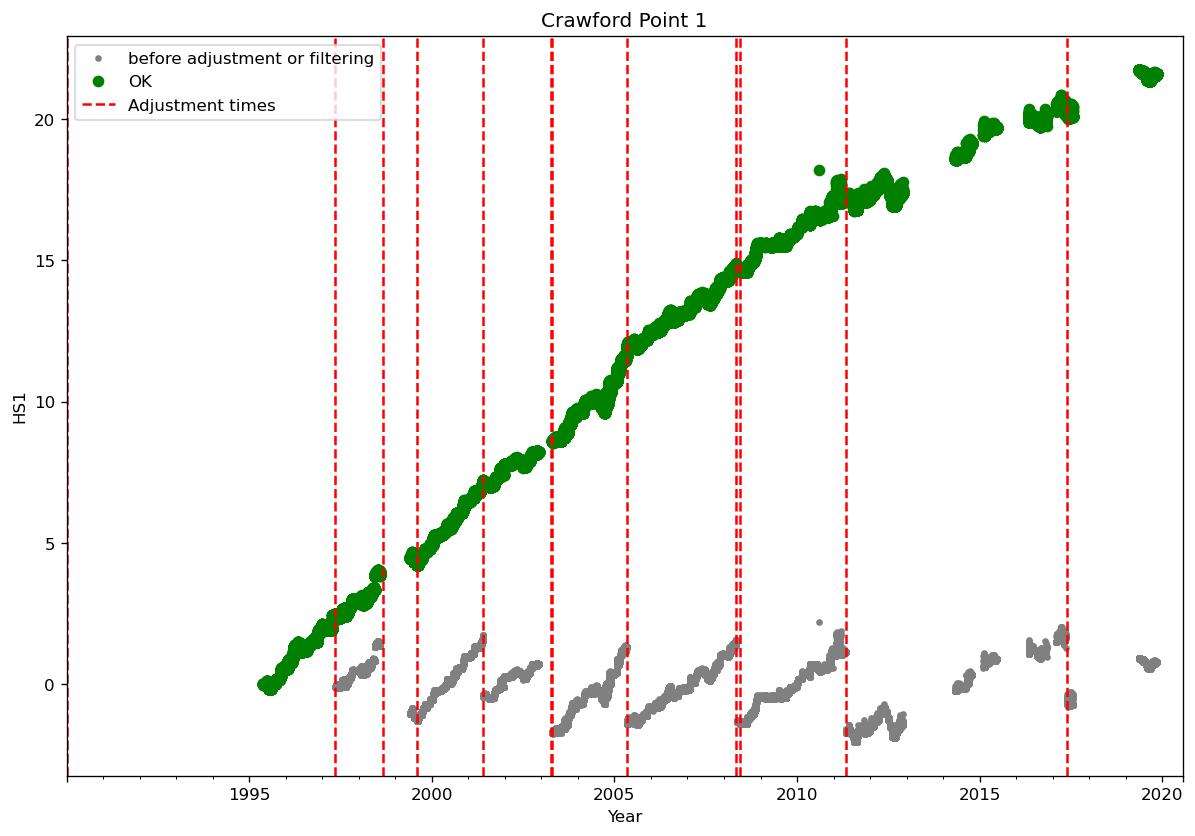 Crawford Point 1
before adjustment or filtering
OK
Adjustment times
HS1
20
15
10
5
0
1995 2000 2005 2010 2015 2020
Year